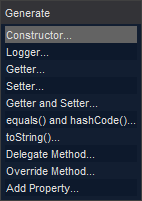 Generate
Constructor...
Logger...
Getter...
Setter...
Getter and Setter...
equals() and hashCode()...
toString()...
Delegate Method...
Override Method...
Add Property...